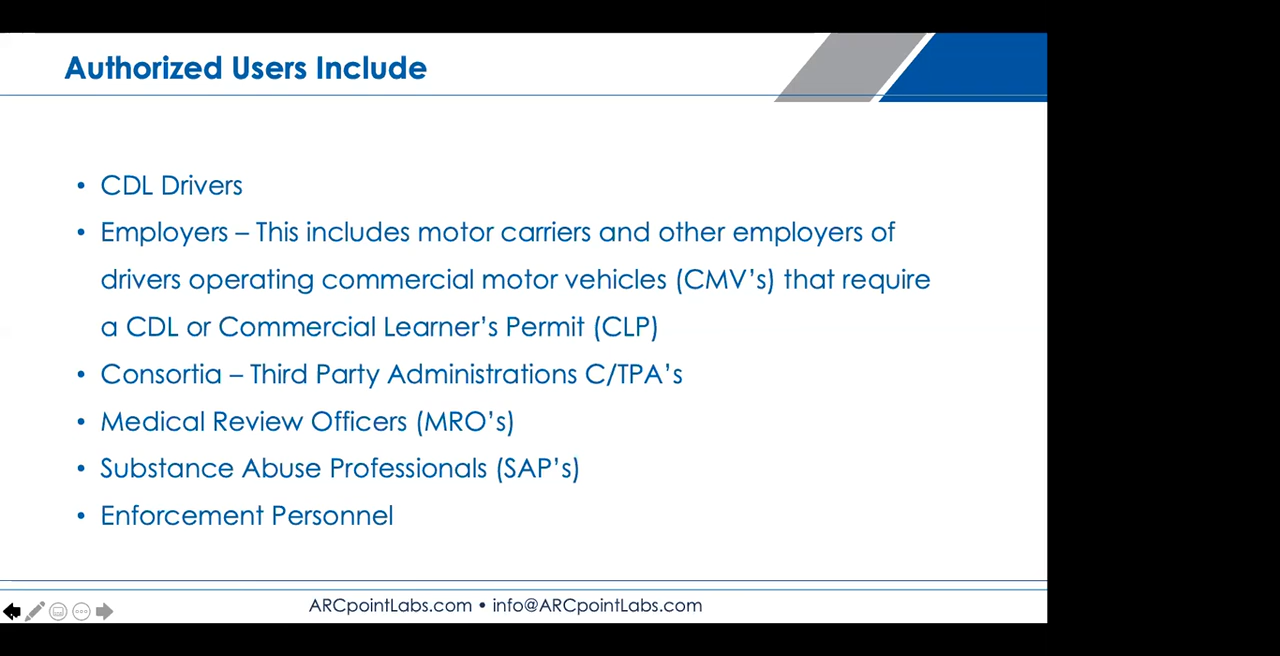 Authorized Users Include
• CDL Drivers
• Employers – This includes motor carriers and other employers of
drivers operating commercial motor vehicles (CMV’s) that require
a CDL or Commercial Learner’s Permit (CLP)
• Consortia – Third Party Administrations C/TPA’s
• Medical Review Officers (MRO’s)
• Substance Abuse Professionals (SAP’s)
• Enforcement Personnel
ARCpointLabs.com • info@ARCpointLabs.com